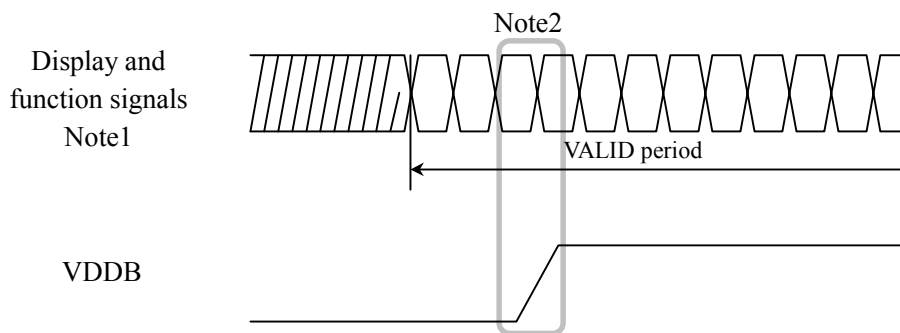 Note2
Display and
function signals
Note1
VALID period
VDDB